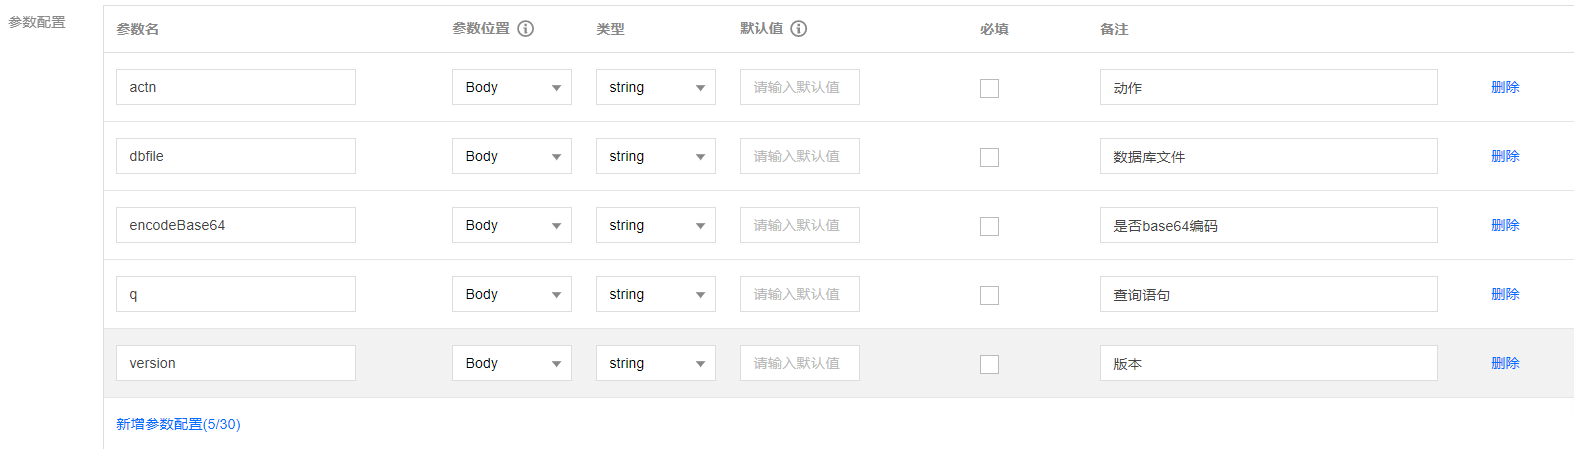 参数配置
参数名 参数位置 类型 默认值 必填 备注
actn Body string 请输入默认值 动作 删除
dbfile Body string 请输入默认值 数据库文件 删除
encodeBase64 Body string 请输入默认值 是否base64编码 删除
q Body string 请输入默认值 查询语句 删除
version Body string 请输入默认值 版本 删除
新增参数配置(5/30)